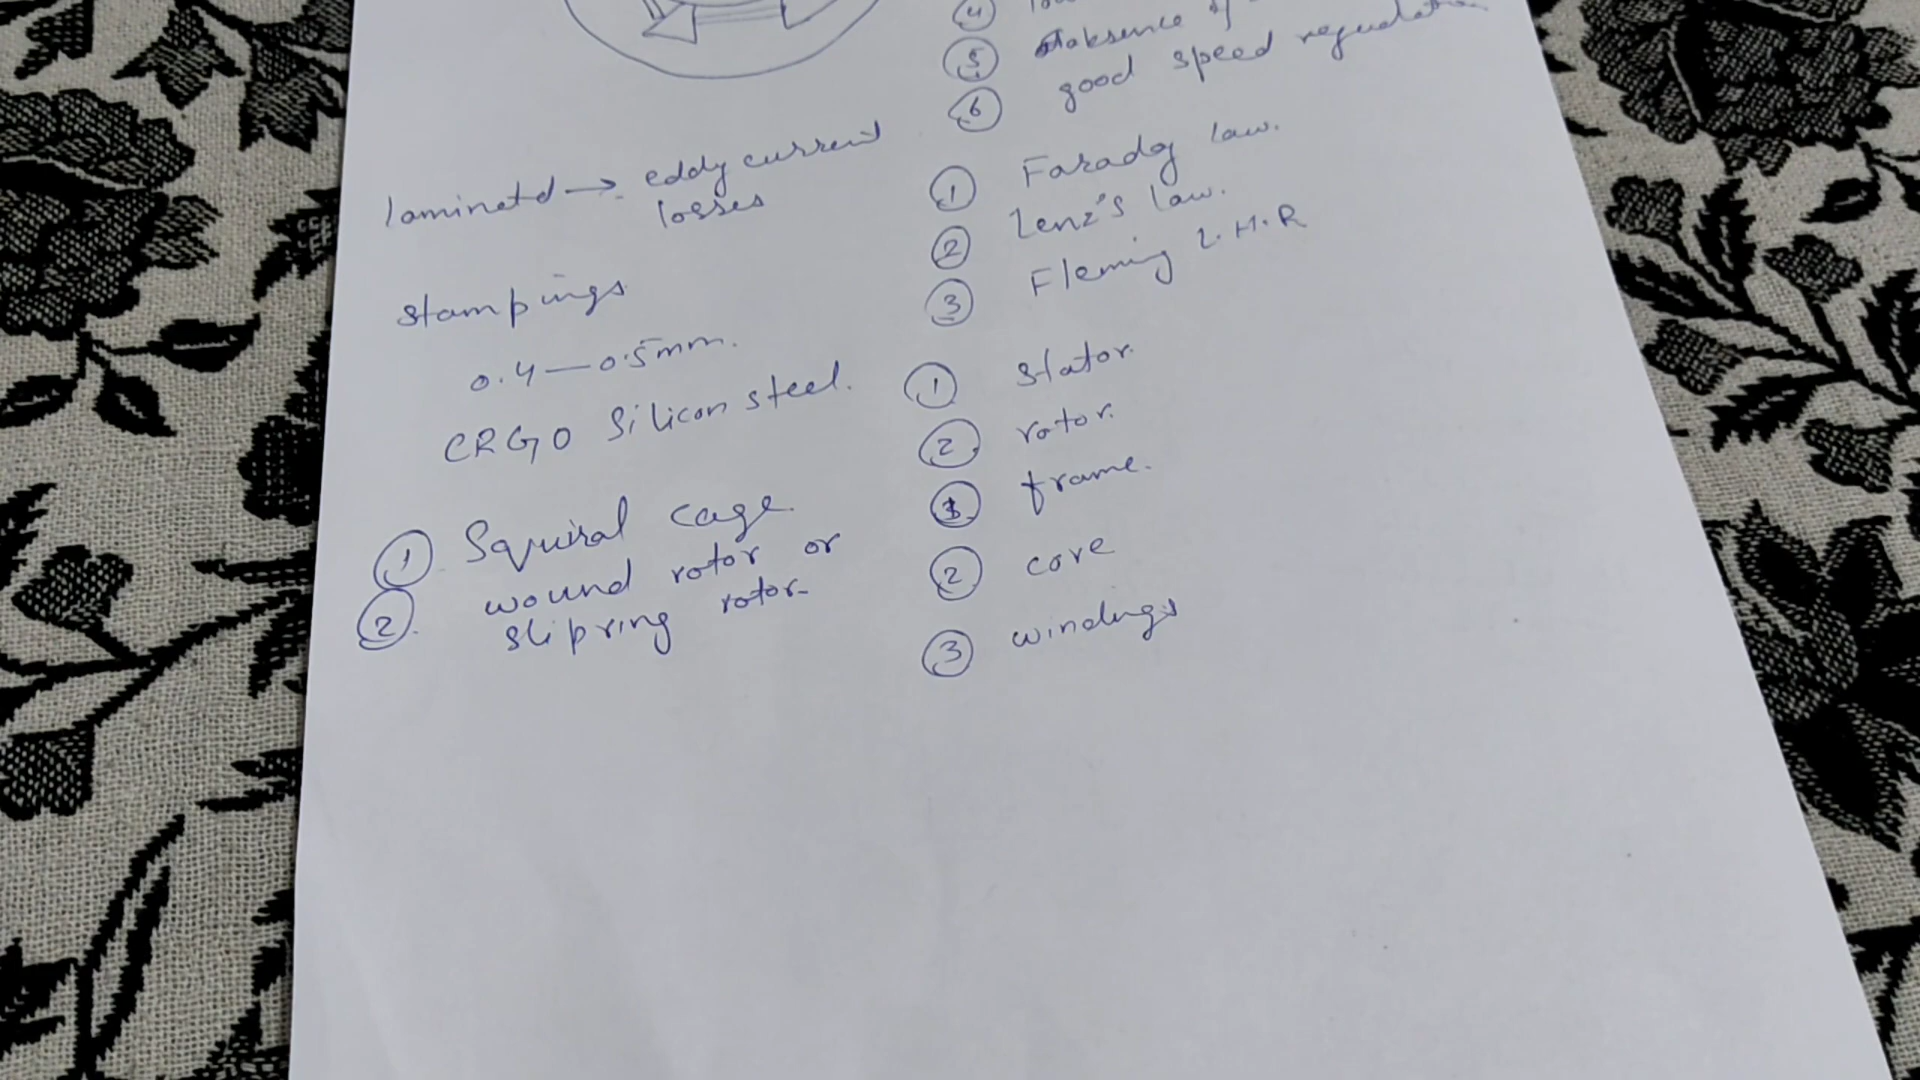 laminated → eddy current
losses
stampings
0.4 — 0.5mm.
CRGO Silicon steel.
1 Squiral cage
2. wound rotor or
slipring rotor
4
5 absence of
6 good speed regulation
1 Faraday law.
2 Lenz's law.
3 Fleming L.H.R
1 stator.
2 rotor.
1 frame.
2 core
3 windings